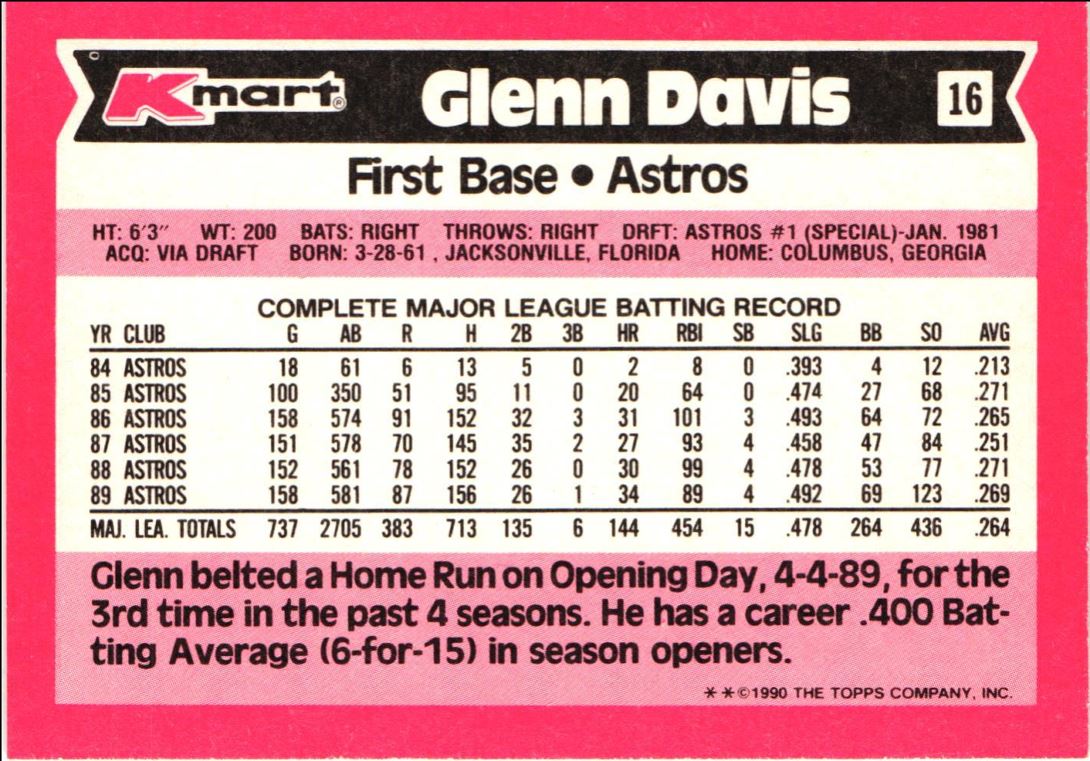 Kmart® Glenn Davis 16
First Base • Astros
HT: 6'3" WT: 200 BATS: RIGHT THROWS: RIGHT DRFT: ASTROS #1 (SPECIAL)-JAN. 1981
ACQ: VIA DRAFT BORN: 3-28-61 , JACKSONVILLE, FLORIDA HOME: COLUMBUS, GEORGIA
COMPLETE MAJOR LEAGUE BATTING RECORD
YR CLUB G AB R H 2B 3B HR RBI SB SLG BB SO AVG
84 ASTROS 18 61 6 13 5 0 2 8 0 .393 4 12 .213
85 ASTROS 100 350 51 95 11 0 20 64 0 .474 27 68 .271
86 ASTROS 158 574 91 152 32 3 31 101 3 .493 64 72 .265
87 ASTROS 151 578 70 145 35 2 27 93 4 .458 47 84 .251
88 ASTROS 152 561 78 152 26 0 30 99 4 .478 53 77 .271
89 ASTROS 158 581 87 156 26 1 34 89 4 .492 69 123 .269
MAJ. LEA. TOTALS 737 2705 383 713 135 6 144 454 15 .478 264 436 .264
Glenn belted a Home Run on Opening Day, 4-4-89, for the
3rd time in the past 4 seasons. He has a career .400 Bat-
ting Average (6-for-15) in season openers.
**©1990 THE TOPPS COMPANY, INC.